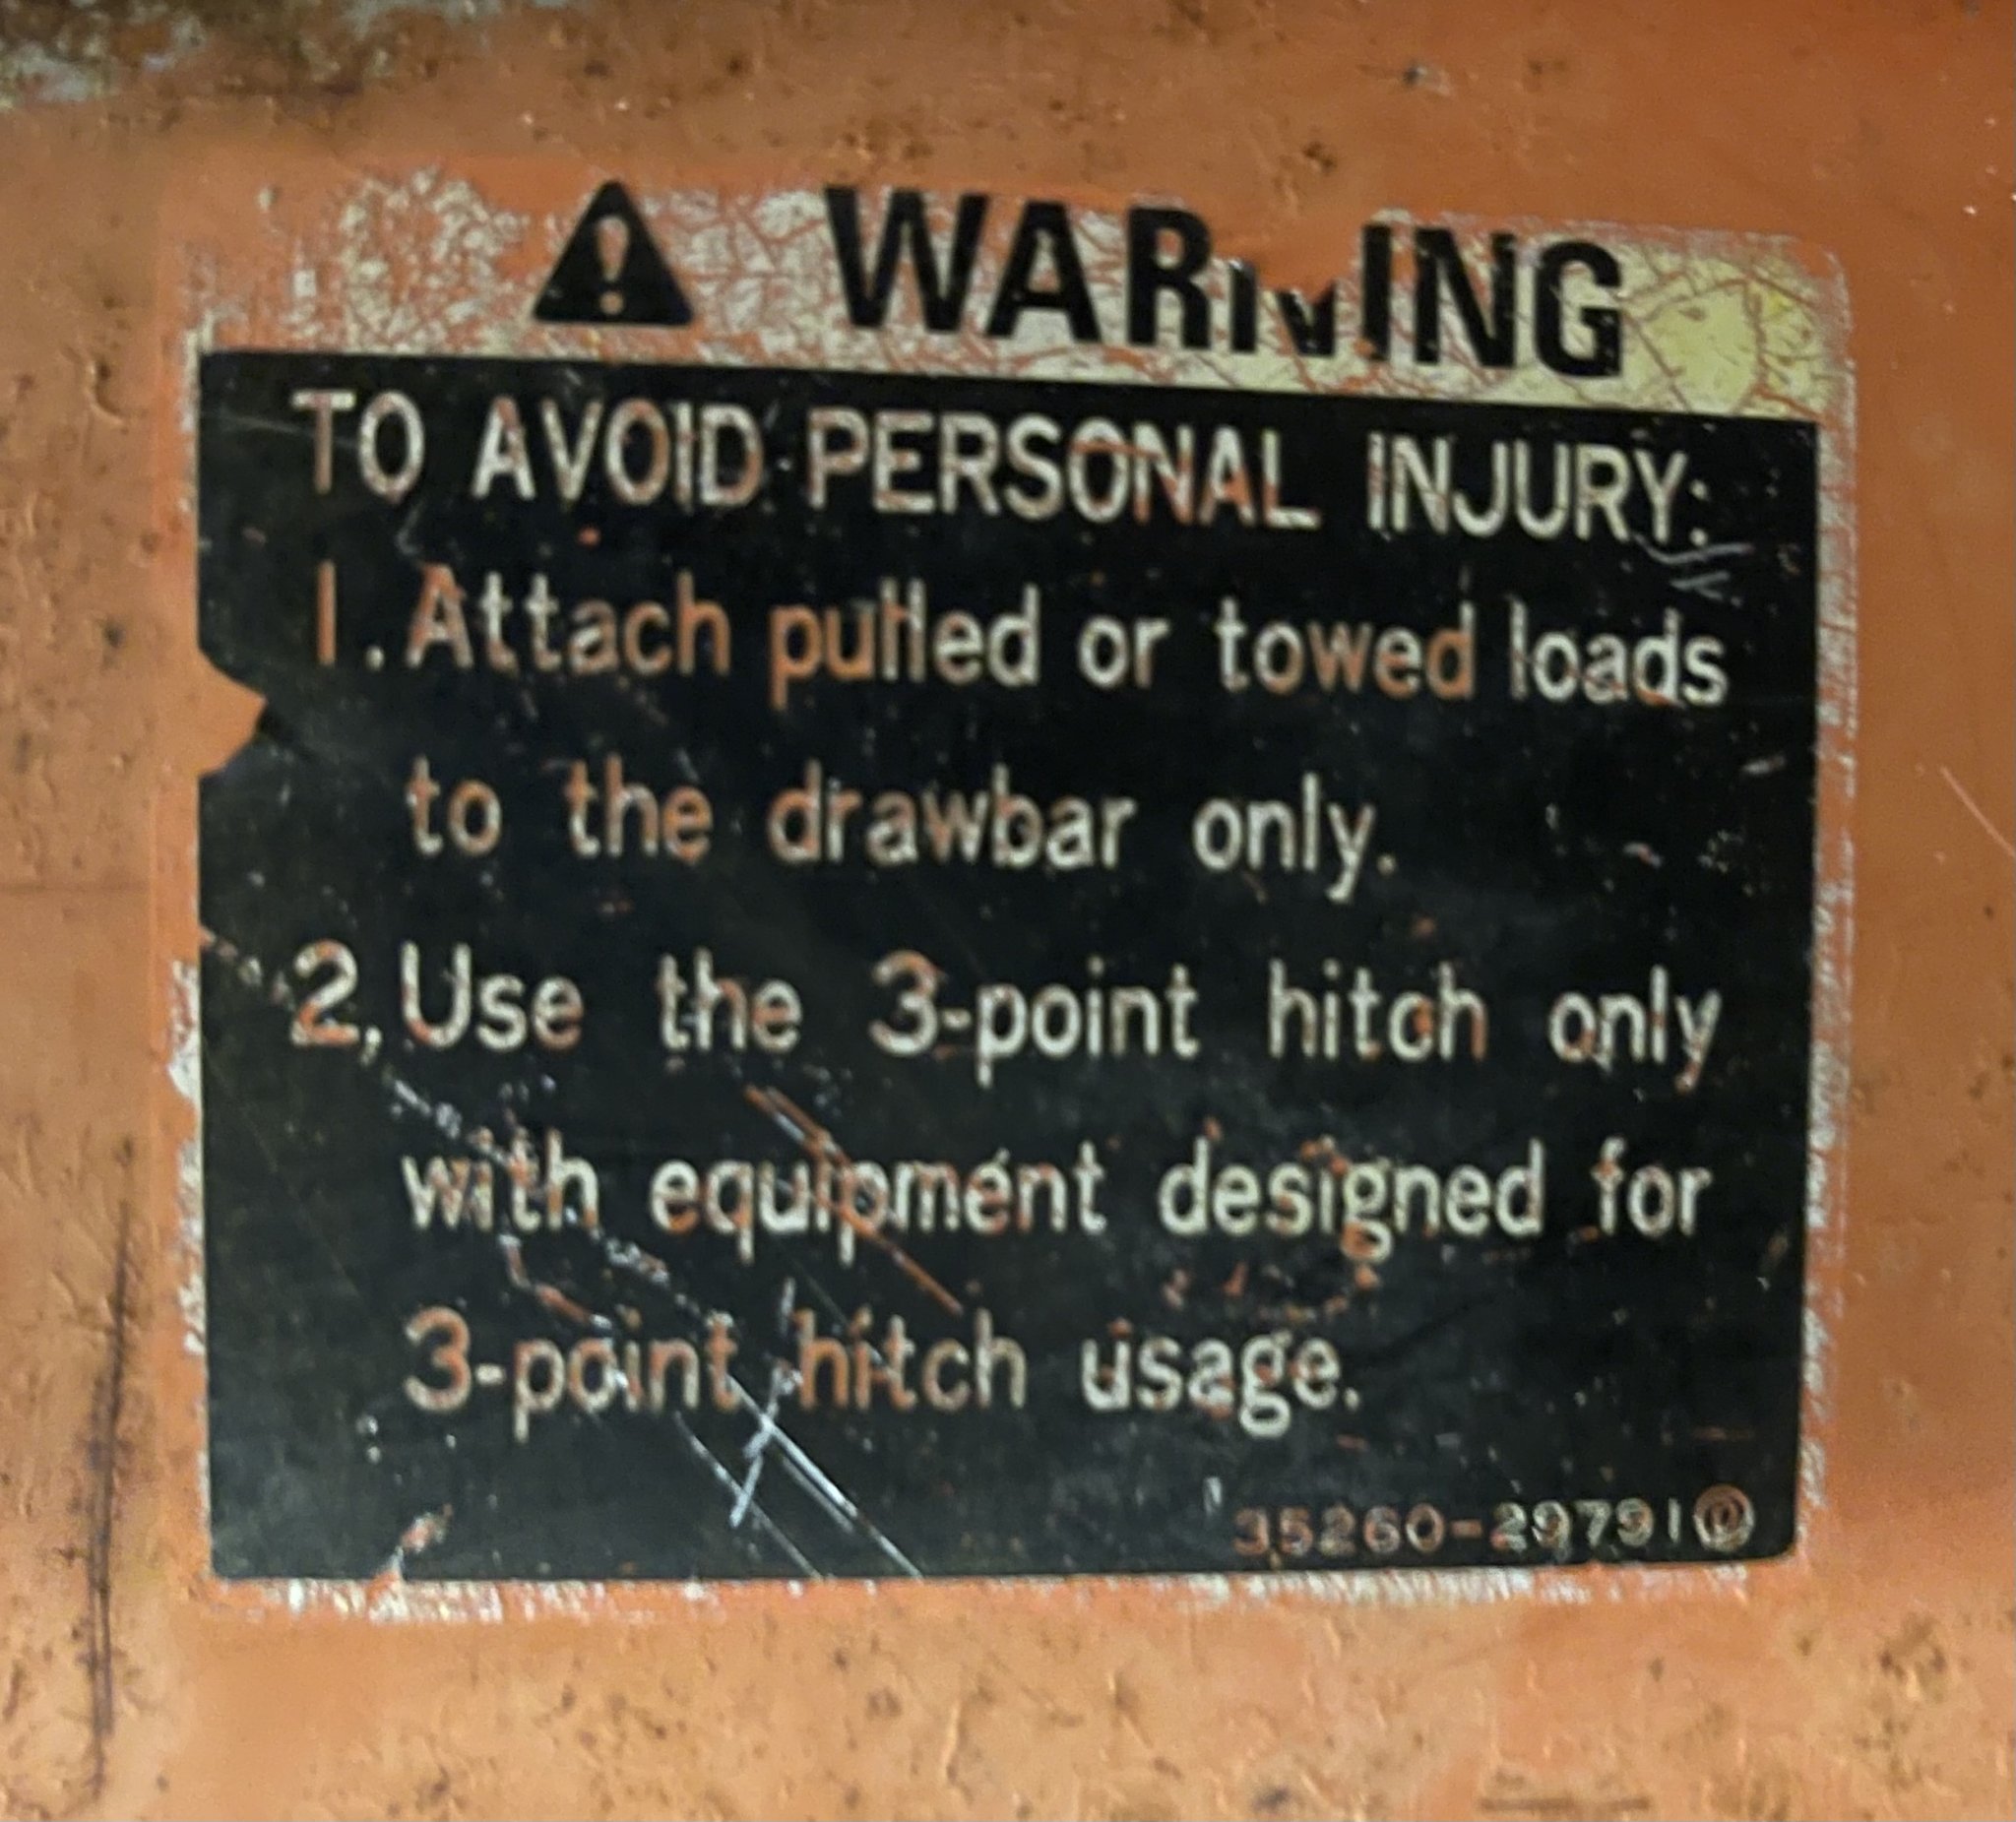 WARNING
TO AVOID PERSONAL INJURY:
1. Attach pulled or towed loads
to the drawbar only.
2. Use the 3-point hitch only
with equipment designed for
3-point hitch usage.
35260-29791